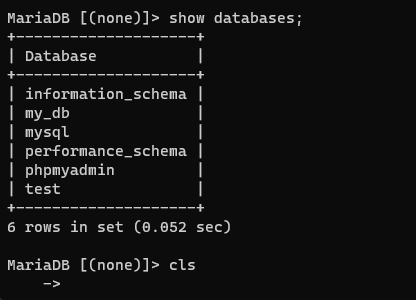 MariaDB [(none)]> show databases;
+--------------------+
| Database           |
+--------------------+
| information_schema |
| my_db              |
| mysql              |
| performance_schema |
| phpmyadmin         |
| test               |
+--------------------+
6 rows in set (0.052 sec)

MariaDB [(none)]> cls
    ->